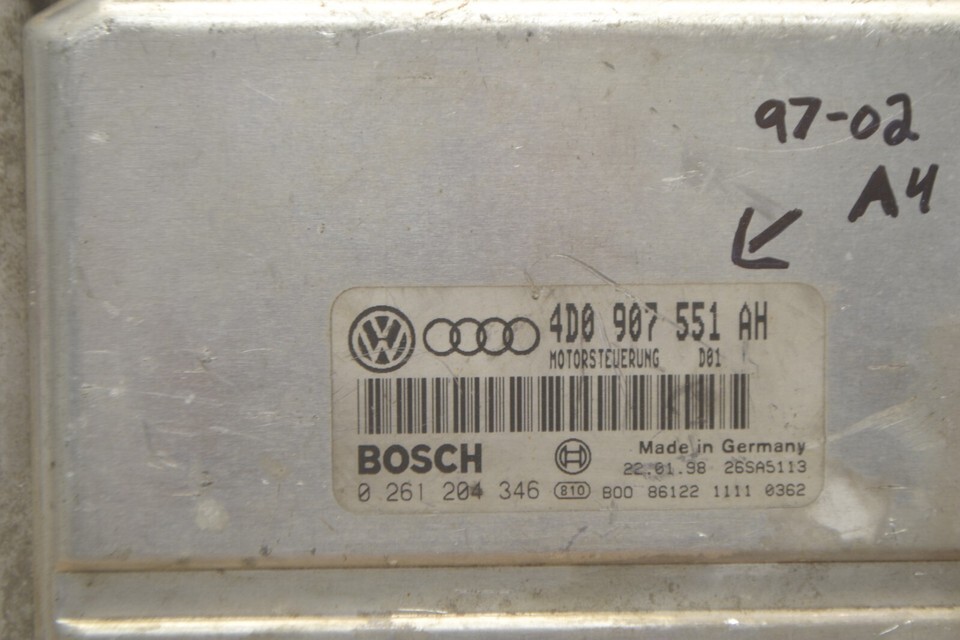 97-02
A4
4D0 907 551 AH
MOTORSTEUERUNG D01
BOSCH
Made in Germany
22.01.98 26SA5113
0 261 204 346 810 B00 86122 1111 0362